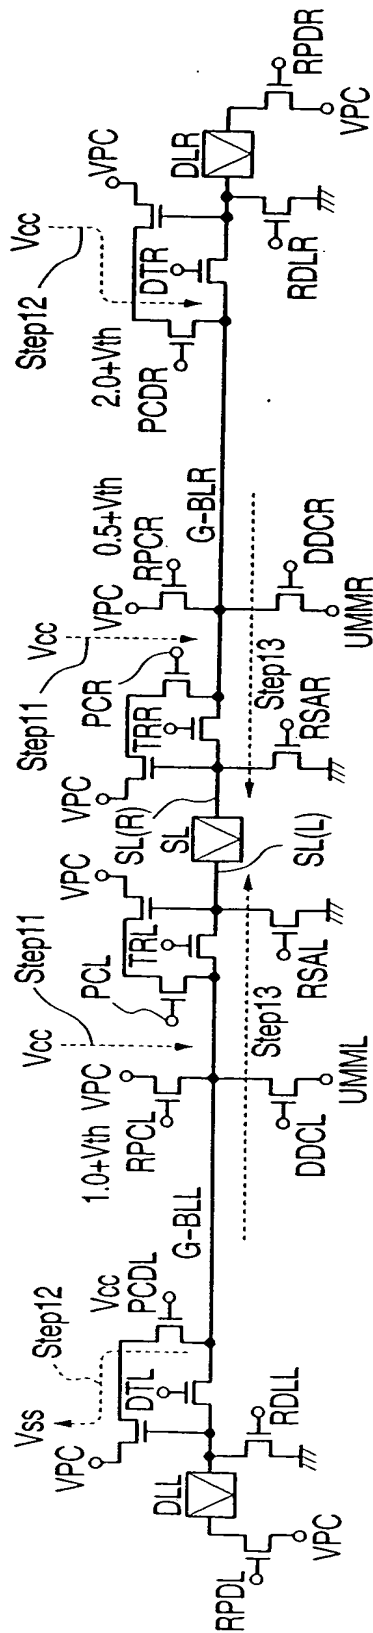 Step12
Vss
VPC
Vcc
PCDL
DTL
RPDL
DLL
VPC
RDLL
G-BLL
Step11
Vcc
1.0+Vth
VPC
RPCL
PCL
VPC
TRL
DDCL
UMML
Step13
RSAL
SL(L)
SL
SL(R)
Step11
Vcc
VPC
PCR
TRR
RSAR
Step13
VPC
0.5+Vth
RPCR
G-BLR
DDCR
UMMR
Step12
Vcc
2.0+Vth
PCDR
DTR
VPC
DLR
RDLR
RPDR
VPC